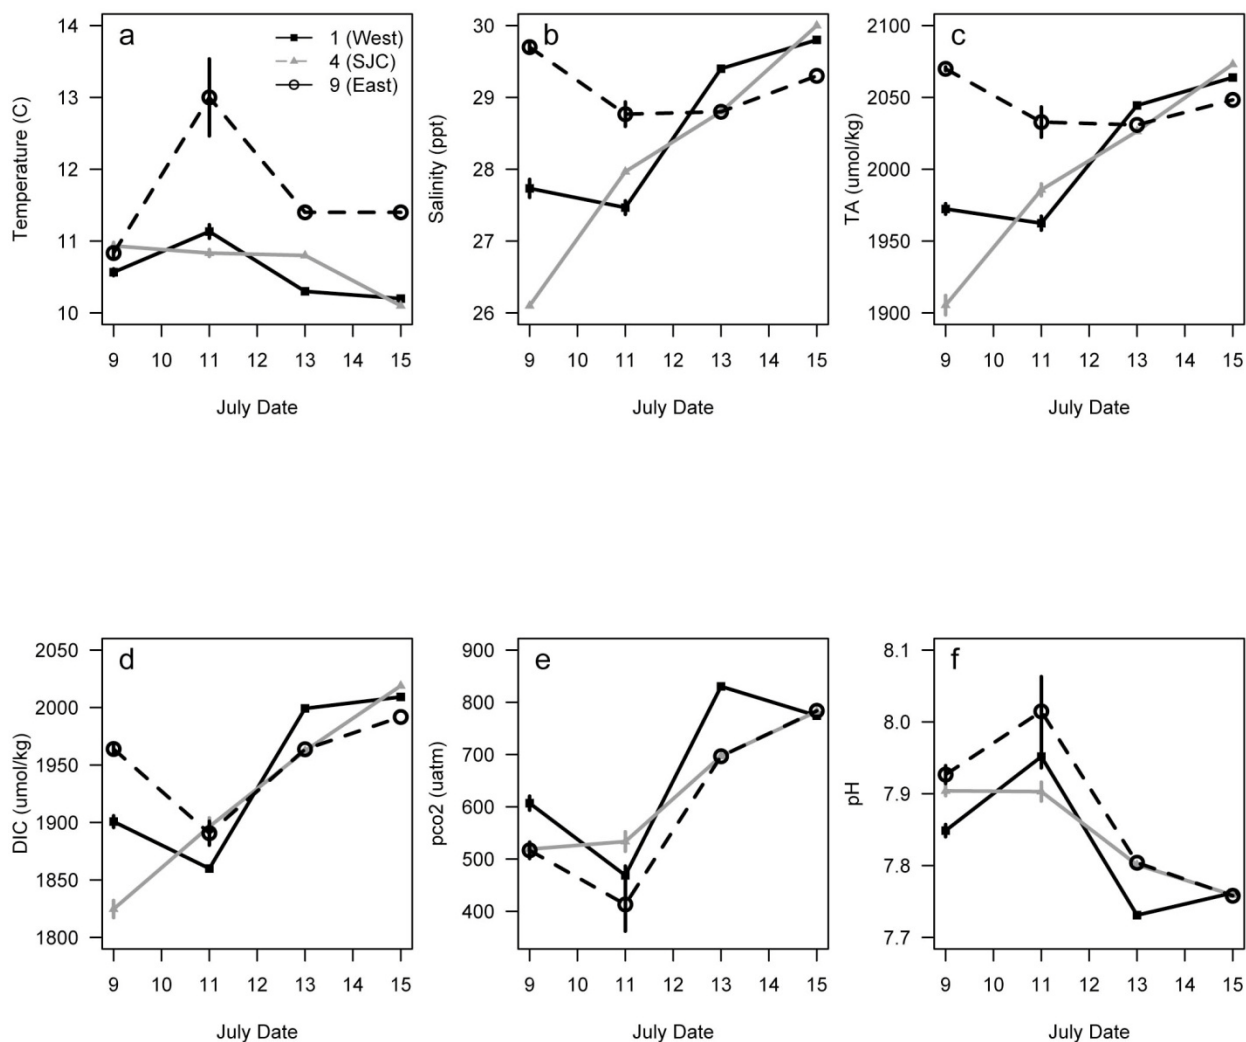 a
1 (West)
4 (SJC)
9 (East)
Temperature (C)
14
13
12
11
10
9 10 11 12 13 14 15
July Date
b
Salinity (ppt)
30
29
28
27
26
9 10 11 12 13 14 15
July Date
c
TA (umol/kg)
2100
2050
2000
1950
1900
9 10 11 12 13 14 15
July Date
d
DIC (umol/kg)
2050
2000
1950
1900
1850
1800
9 10 11 12 13 14 15
July Date
e
pco2 (uatm)
900
800
700
600
500
400
9 10 11 12 13 14 15
July Date
f
pH
8.1
8.0
7.9
7.8
7.7
9 10 11 12 13 14 15
July Date